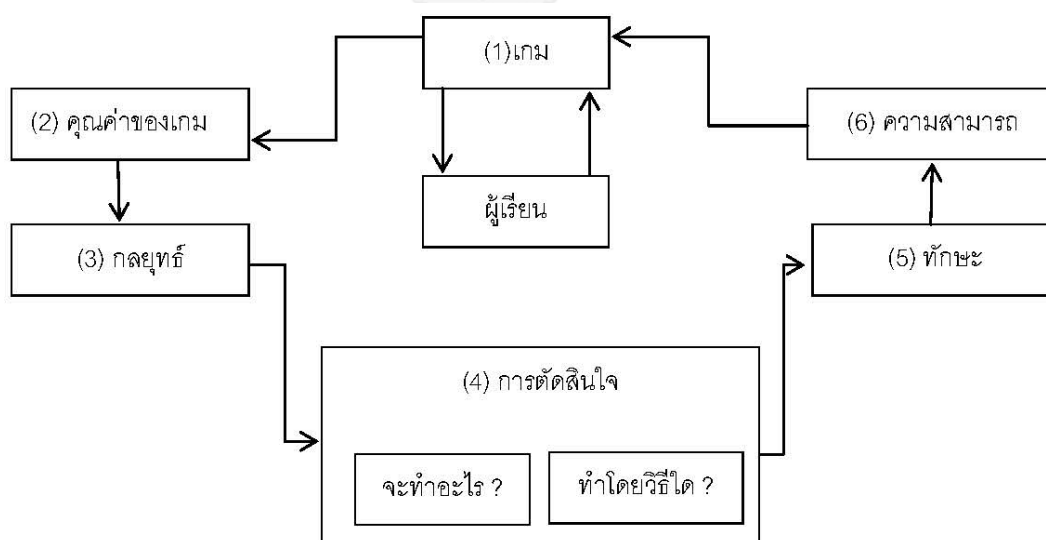 (1)เกม
(2) คุณค่าของเกม
(6) ความสามารถ
ผู้เรียน
(3) กลยุทธ์
(5) ทักษะ
(4) การตัดสินใจ
จะทำอะไร ?
ทำโดยวิธีใด ?